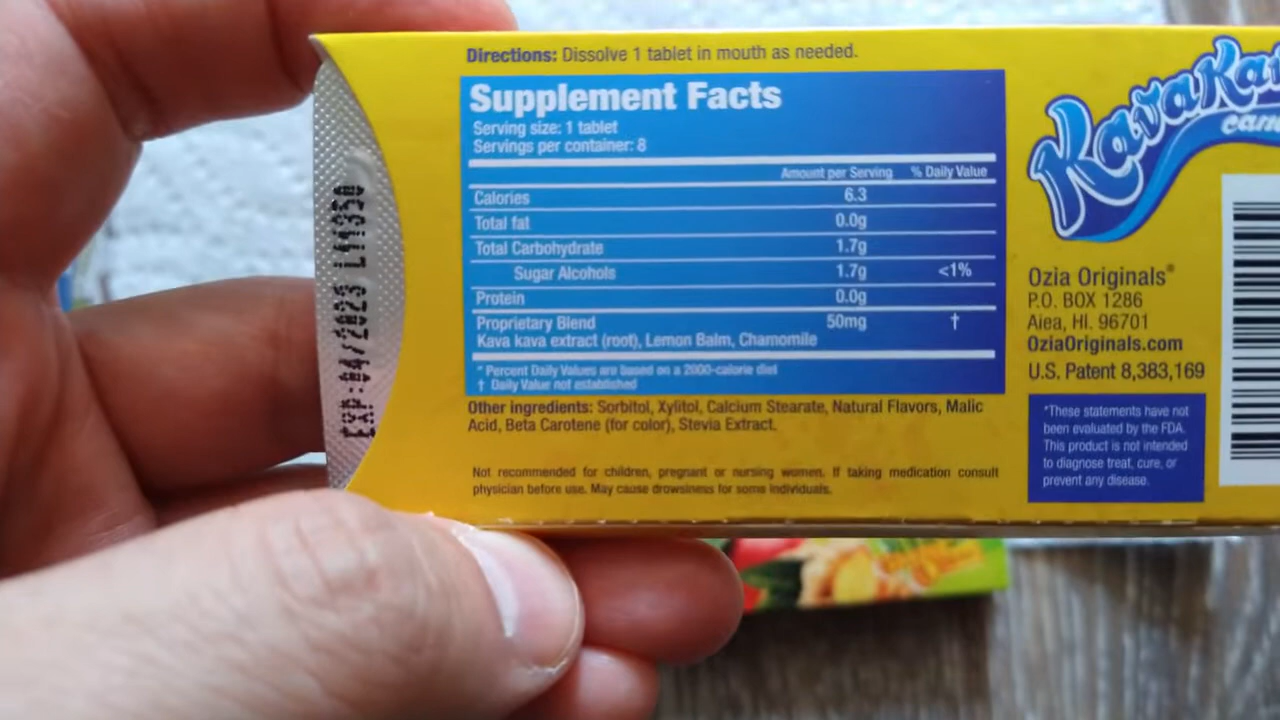 Directions: Dissolve 1 tablet in mouth as needed.
Supplement Facts
Serving size: 1 tablet
Servings per container: 8
Amount per Serving % Daily Value
Calories 6.3
Total fat 0.0g
Total Carbohydrate 1.7g
Sugar Alcohols 1.7g <1%
Protein 0.0g
Proprietary Blend 50mg †
Kava kava extract (root), Lemon Balm, Chamomile
* Percent Daily Values are based on a 2000-calorie diet
† Daily Value not established
Other ingredients: Sorbitol, Xylitol, Calcium Stearate, Natural Flavors, Malic
Acid, Beta Carotene (for color), Stevia Extract.
Not recommended for children, pregnant or nursing women. If taking medication consult
physician before use. May cause drowsiness for some individuals.
Kava
Ozia Originals®
P.O. BOX 1286
Aiea, HI. 96701
OziaOriginals.com
U.S. Patent 8,383,169
*These statements have not
been evaluated by the FDA.
This product is not intended
to diagnose treat, cure, or
prevent any disease.
EXP:04/2023